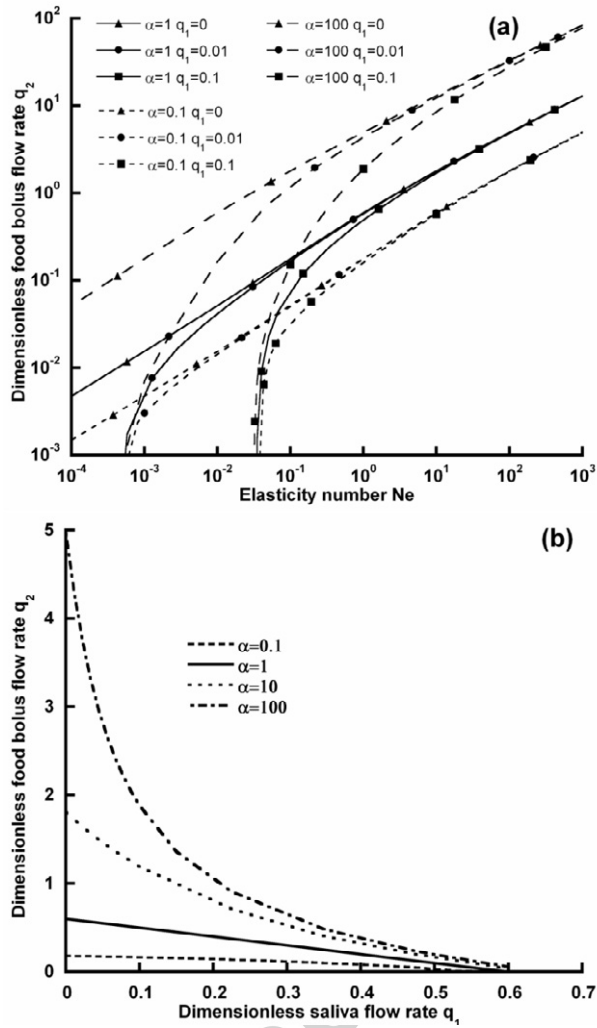 (a)
α=1 q1=0
α=1 q1=0.01
α=1 q1=0.1
α=100 q1=0
α=100 q1=0.01
α=100 q1=0.1
α=0.1 q1=0
α=0.1 q1=0.01
α=0.1 q1=0.1
Dimensionless food bolus flow rate q2
10^2
10^1
10^0
10^-1
10^-2
10^-3
10^-4 10^-3 10^-2 10^-1 10^0 10^1 10^2 10^3
Elasticity number Ne
(b)
α=0.1
α=1
α=10
α=100
Dimensionless food bolus flow rate q2
5
4
3
2
1
0
0 0.1 0.2 0.3 0.4 0.5 0.6 0.7
Dimensionless saliva flow rate q1